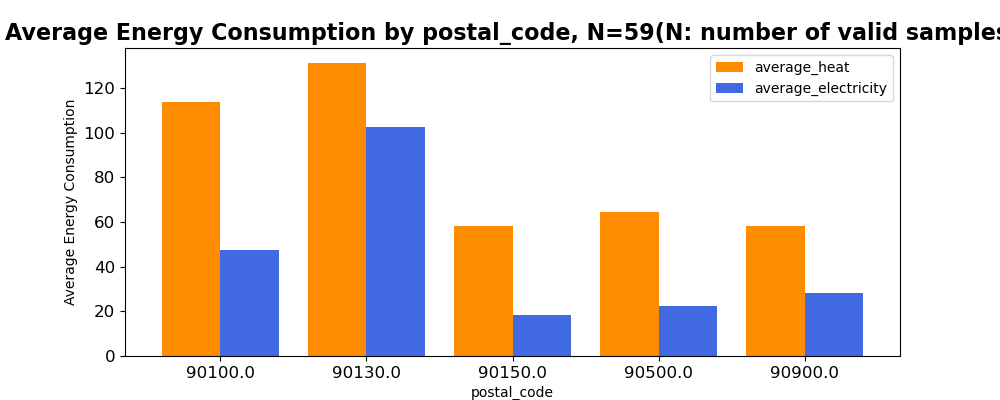 Average Energy Consumption by postal_code, N=59(N: number of valid samples
average_heat
average_electricity
Average Energy Consumption
120
100
80
60
40
20
0
90100.0 90130.0 90150.0 90500.0 90900.0
postal_code